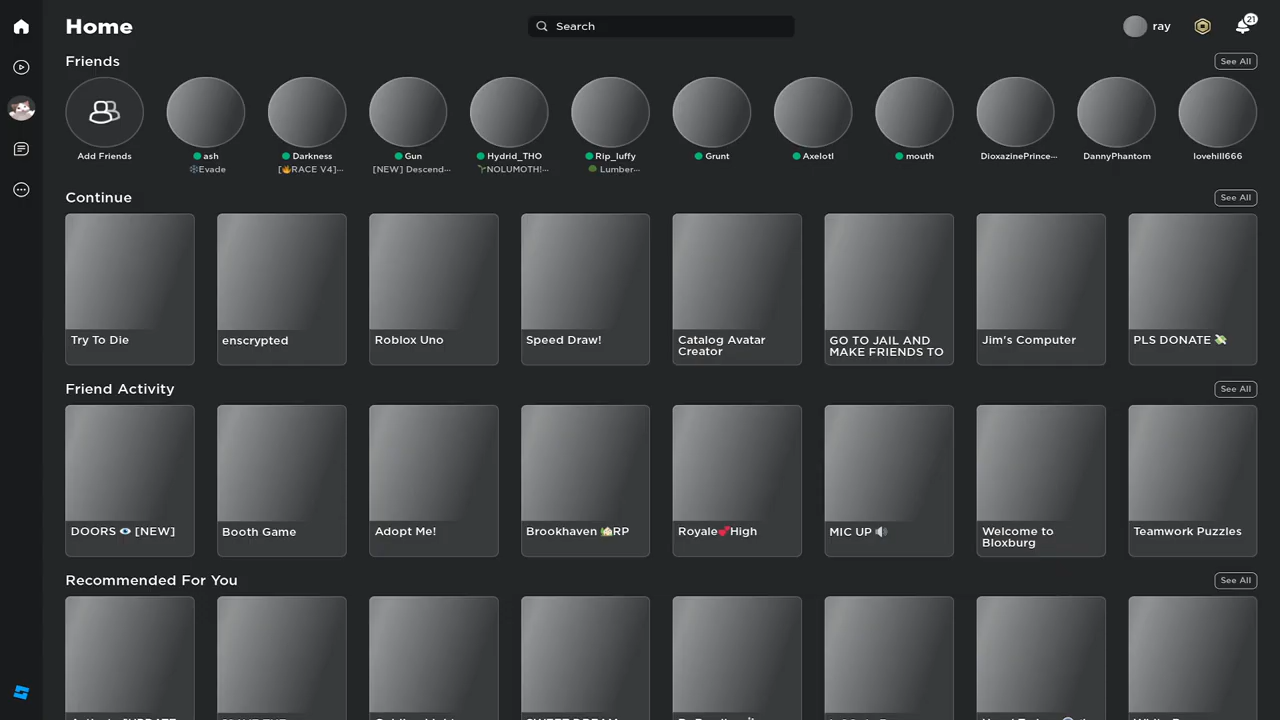 Home
Search
ray
21
Friends
See All
Add Friends
ash
Evade
Darkness
[🔥RACE V4]...
Gun
[NEW] Descend...
Hydrid_THO
NOLUMOTH!...
Rip_luffy
Lumber...
Grunt
Axelotl
mouth
DioxazinePrince...
DannyPhantom
lovehill666
Continue
See All
Try To Die
enscrypted
Roblox Uno
Speed Draw!
Catalog Avatar
Creator
GO TO JAIL AND
MAKE FRIENDS TO
Jim's Computer
PLS DONATE 💸
Friend Activity
See All
DOORS 👁️ [NEW]
Booth Game
Adopt Me!
Brookhaven 🏡RP
Royale💕High
MIC UP 🔊
Welcome to
Bloxburg
Teamwork Puzzles
Recommended For You
See All